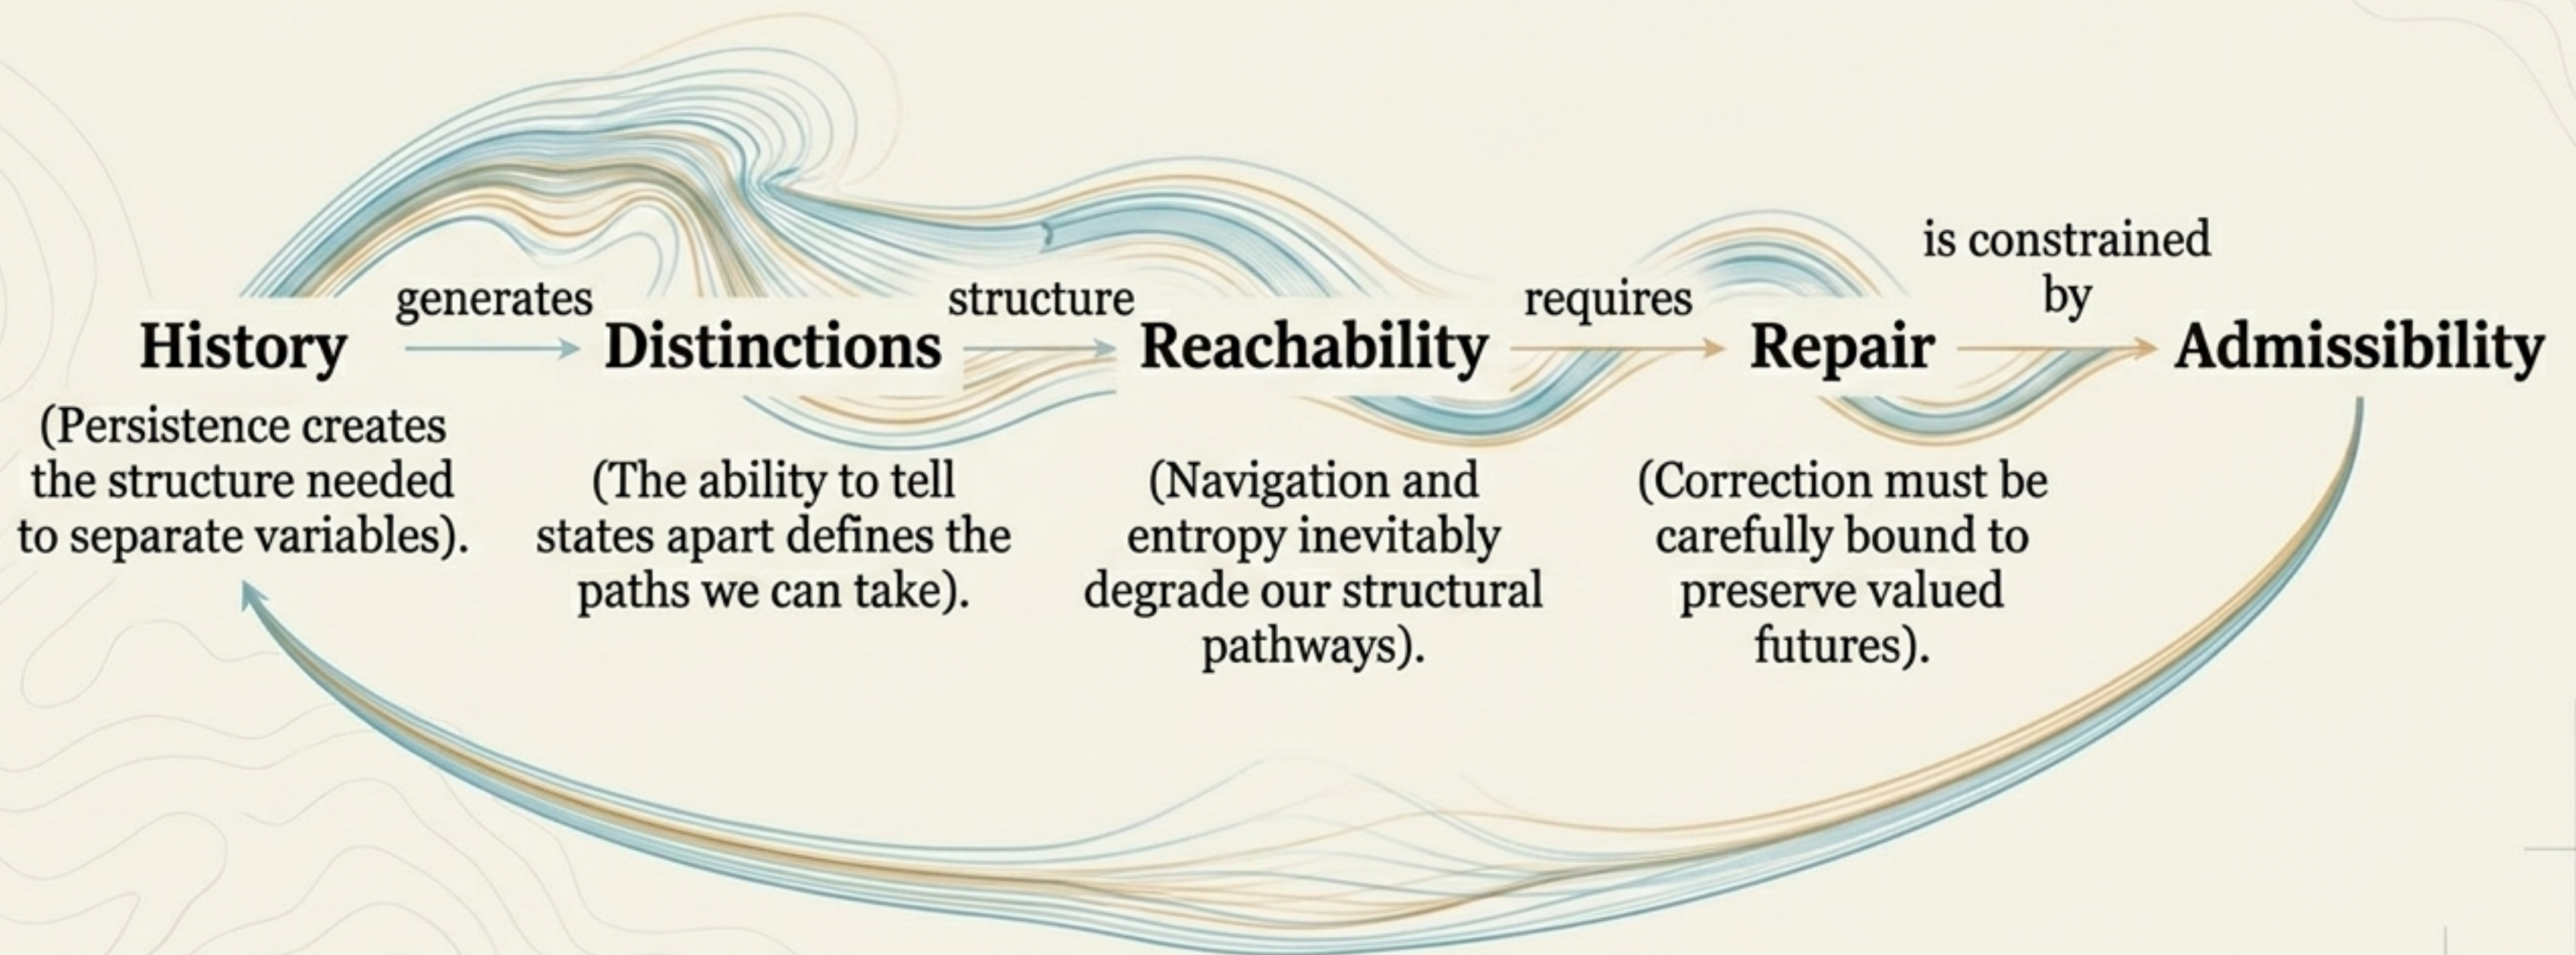 History
generates
Distinctions
structure
Reachability
requires
Repair
is constrained
by
Admissibility
(Persistence creates
the structure needed
to separate variables).
(The ability to tell
states apart defines the
paths we can take).
(Navigation and
entropy inevitably
degrade our structural
pathways).
(Correction must be
carefully bound to
preserve valued
futures).